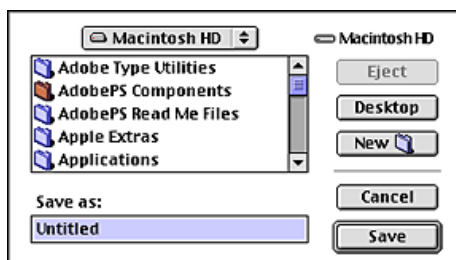 Macintosh HD
Macintosh HD
Adobe Type Utilities
AdobePS Components
AdobePS Read Me Files
Apple Extras
Applications
Eject
Desktop
New
Save as:
Untitled
Cancel
Save